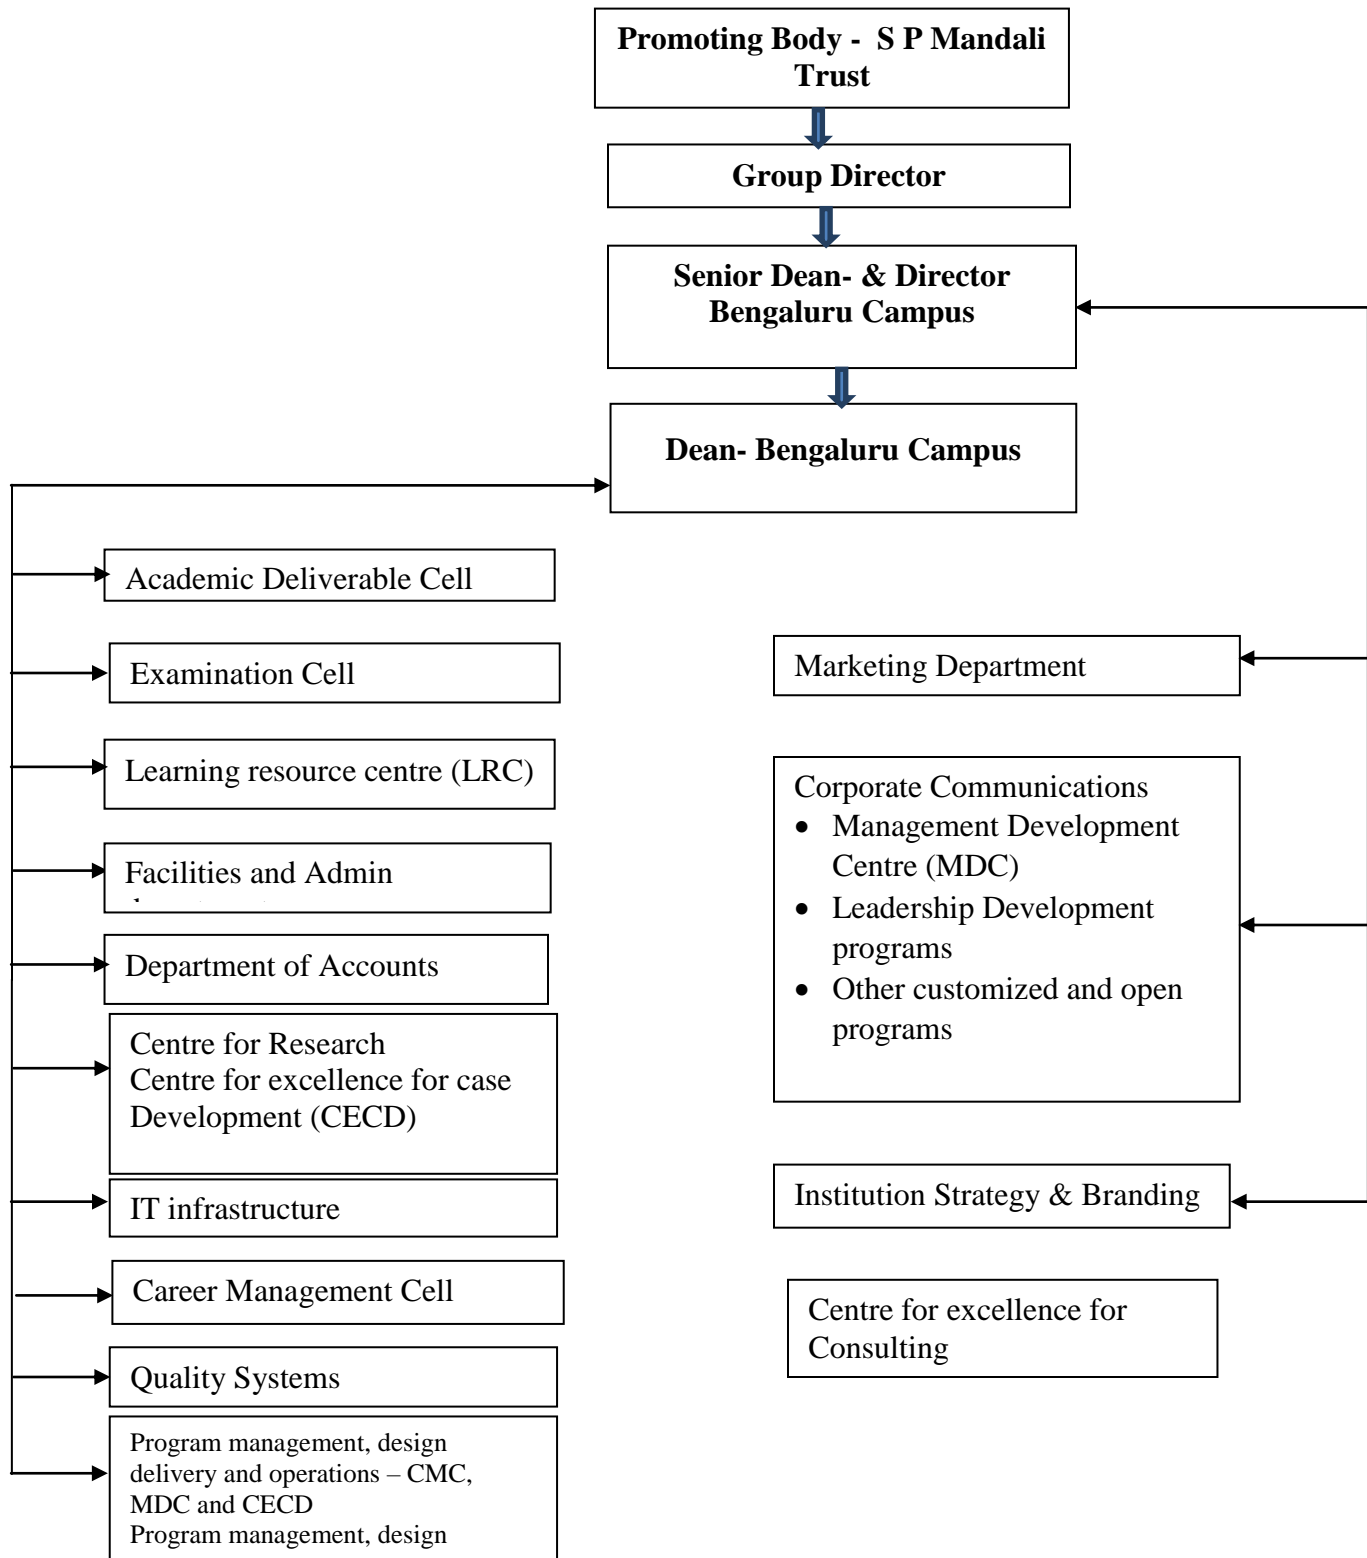 Promoting Body - S P Mandali
Trust
Group Director
Senior Dean- & Director
Bengaluru Campus
Dean- Bengaluru Campus
Academic Deliverable Cell
Examination Cell
Learning resource centre (LRC)
Facilities and Admin
Department of Accounts
Centre for Research
Centre for excellence for case
Development (CECD)
IT infrastructure
Career Management Cell
Quality Systems
Program management, design
delivery and operations – CMC,
MDC and CECD
Program management, design
Marketing Department
Corporate Communications
• Management Development
Centre (MDC)
• Leadership Development
programs
• Other customized and open
programs
Institution Strategy & Branding
Centre for excellence for
Consulting